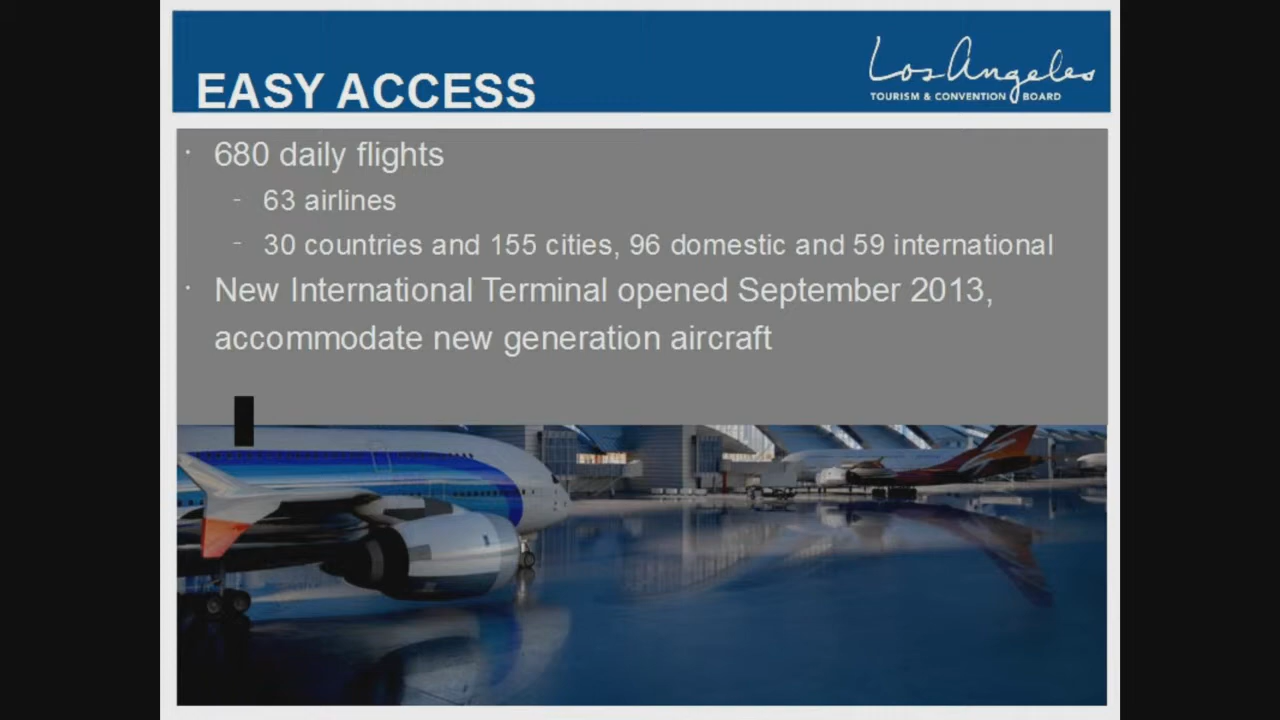 EASY ACCESS
Los Angeles
TOURISM & CONVENTION BOARD
· 680 daily flights
- 63 airlines
- 30 countries and 155 cities, 96 domestic and 59 international
· New International Terminal opened September 2013,
accommodate new generation aircraft